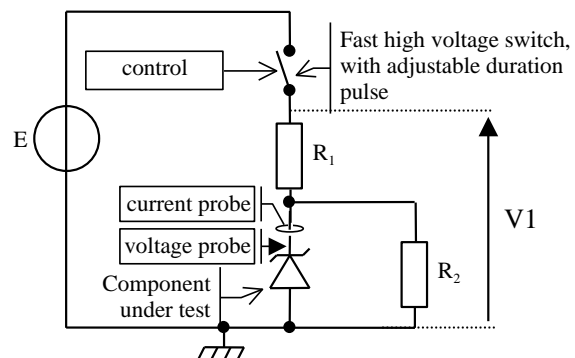 control
Fast high voltage switch,
with adjustable duration
pulse
E
R1
current probe
V1
voltage probe
Component
under test
R2